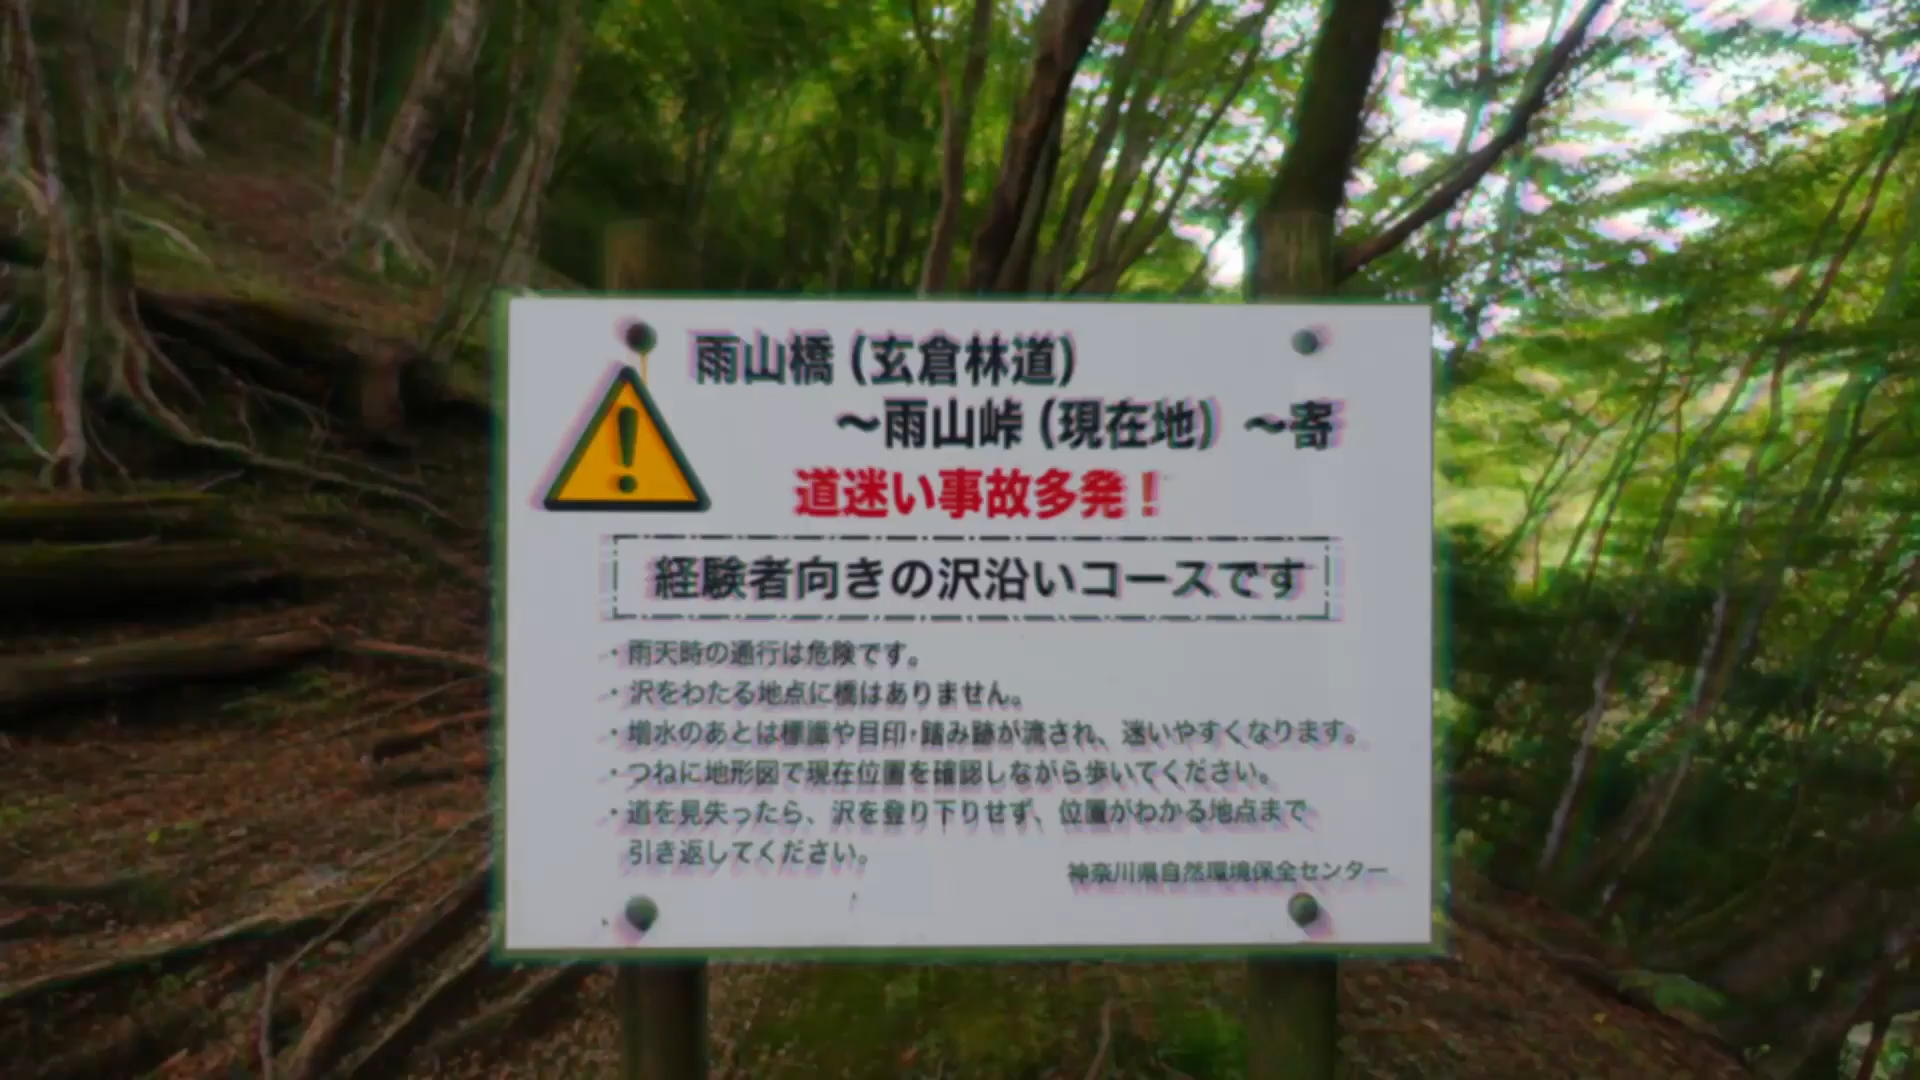 雨山橋(玄倉林道)
～雨山峠(現在地)～寄
道迷い事故多発！
経験者向きの沢沿いコースです
・雨天時の通行は危険です。
・沢をわたる地点に橋はありません。
・増水のあとは標識や目印・踏み跡が流され、迷いやすくなります。
・つねに地形図で現在位置を確認しながら歩いてください。
・道を見失ったら、沢を登り下りせず、位置がわかる地点まで
引き返してください。
神奈川県自然環境保全センター